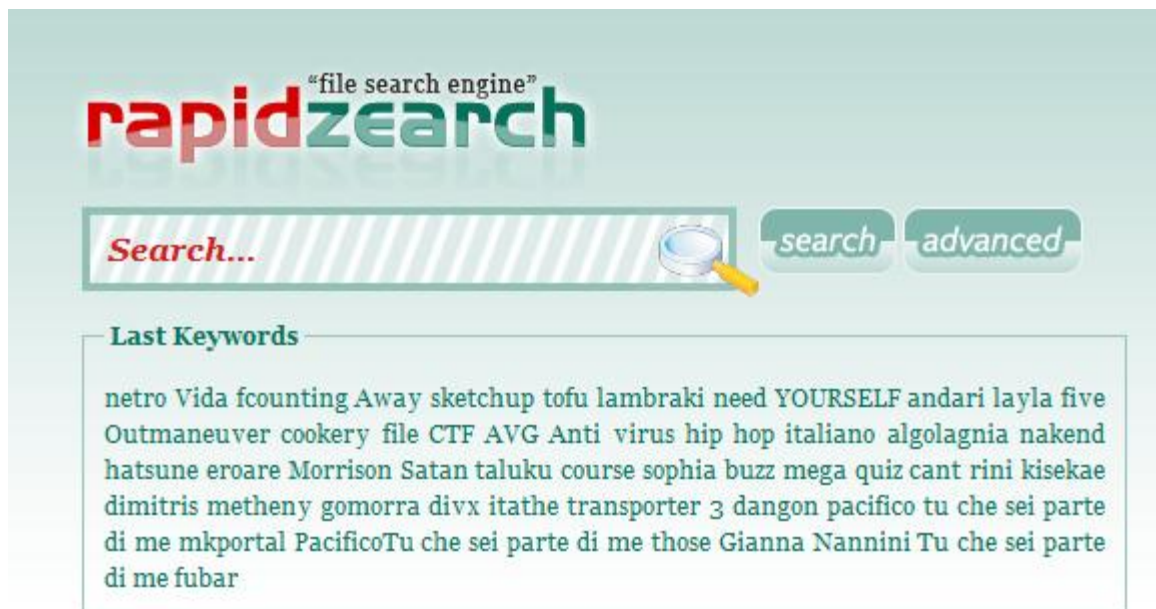 “file search engine”
rapidzearch
Search...
search advanced
Last Keywords
netro Vida fcounting Away sketchup tofu lambraki need YOURSELF andari layla five
Outmaneuver cookery file CTF AVG Anti virus hip hop italiano algolagnia nakend
hatsune eroare Morrison Satan taluku course sophia buzz mega quiz cant rini kisekae
dimitris metheny gomorra divx itathe transporter 3 dangon pacifico tu che sei parte
di me mkportal PacificoTu che sei parte di me those Gianna Nannini Tu che sei parte
di me fubar